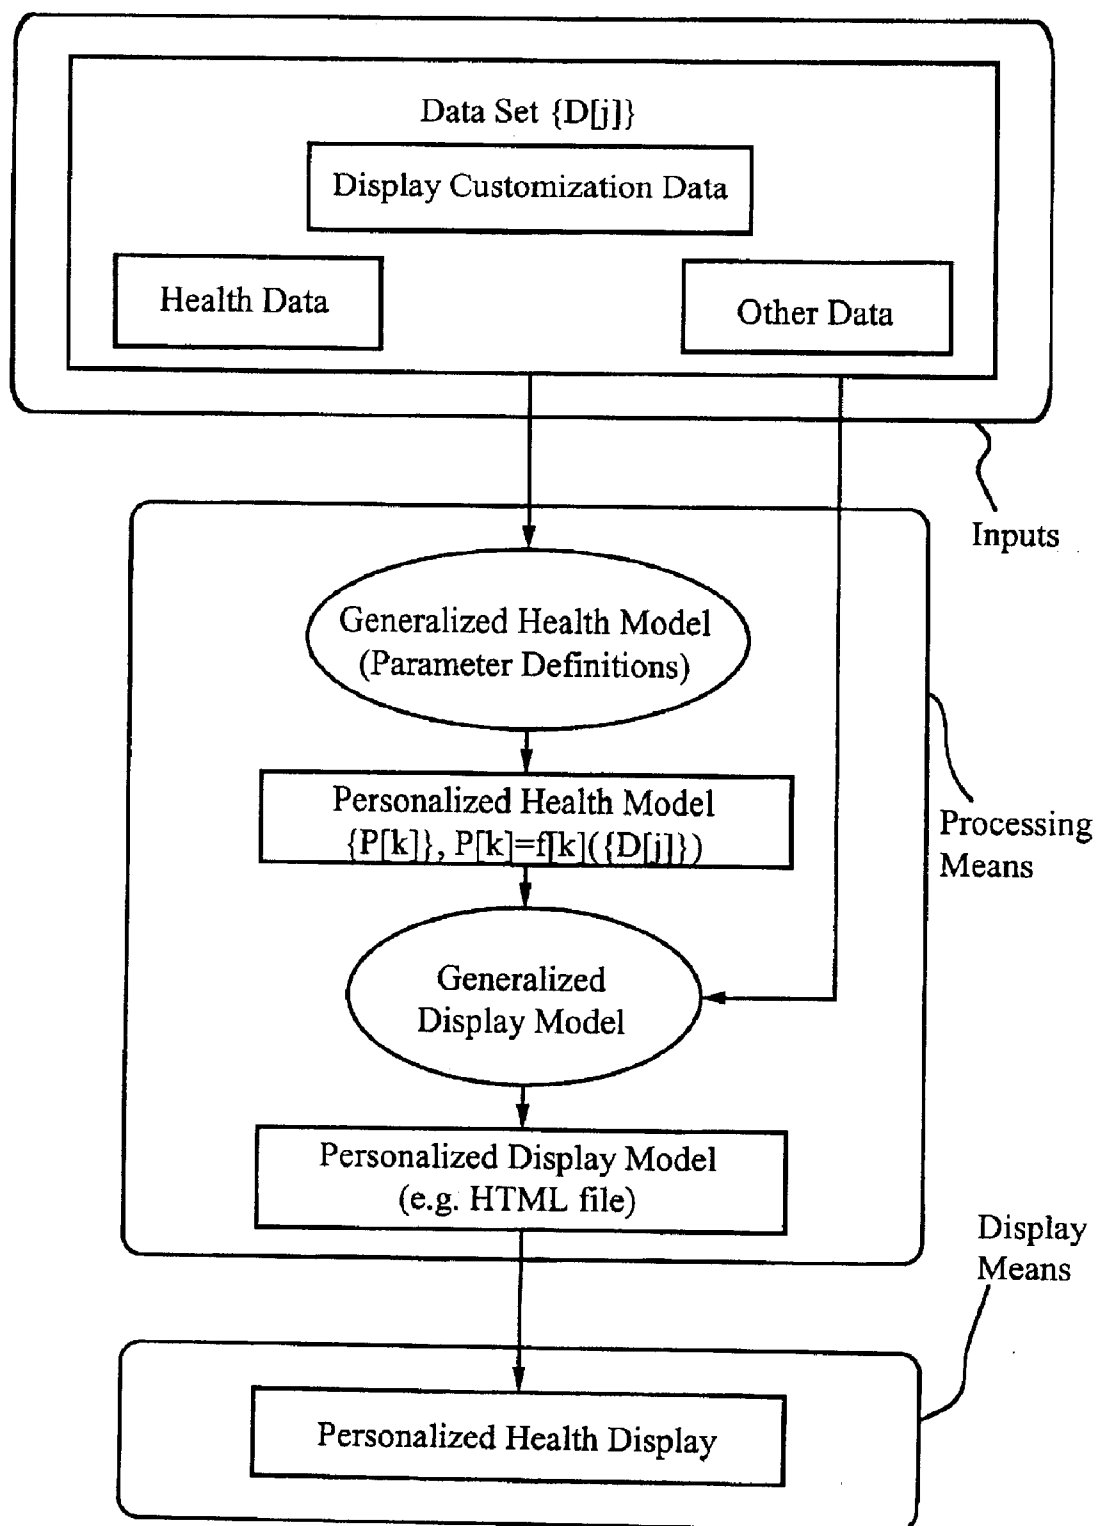 Data Set {D[j]}
Display Customization Data
Health Data
Other Data
Inputs
Generalized Health Model
(Parameter Definitions)
Personalized Health Model
{P[k]}, P[k]=f[k]({D[j]})
Processing
Means
Generalized
Display Model
Personalized Display Model
(e.g. HTML file)
Display
Means
Personalized Health Display